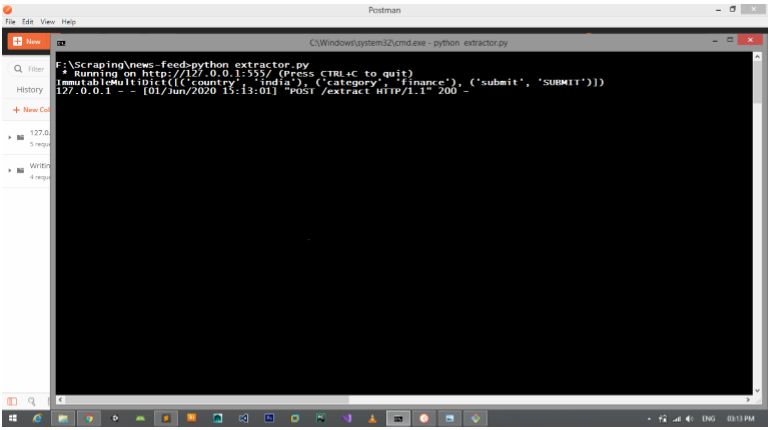 Postman
File Edit View Help
New
C:\Windows\system32\cmd.exe - python extractor.py
F:\Scraping\news-feed>python extractor.py
* Running on http://127.0.0.1:555/ (Press CTRL+C to quit)
ImmutableMultiDict([('country', 'india'), ('category', 'finance'), ('submit', 'SUBMIT')])
127.0.0.1 - - [01/Jun/2020 15:13:01] "POST /extract HTTP/1.1" 200 -
Filter
History
+ New Col
127.0.
5 reque
Writin
4 reque
ENG 03:13 PM